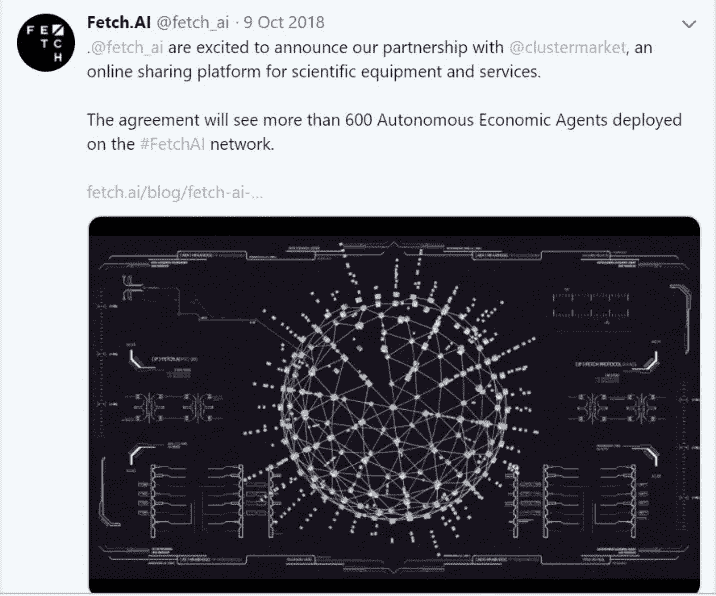 FE
TC
H
Fetch.AI @fetch_ai · 9 Oct 2018
.@fetch_ai are excited to announce our partnership with @clustermarket, an
online sharing platform for scientific equipment and services.
The agreement will see more than 600 Autonomous Economic Agents deployed
on the #FetchAI network.
fetch.ai/blog/fetch-ai-...